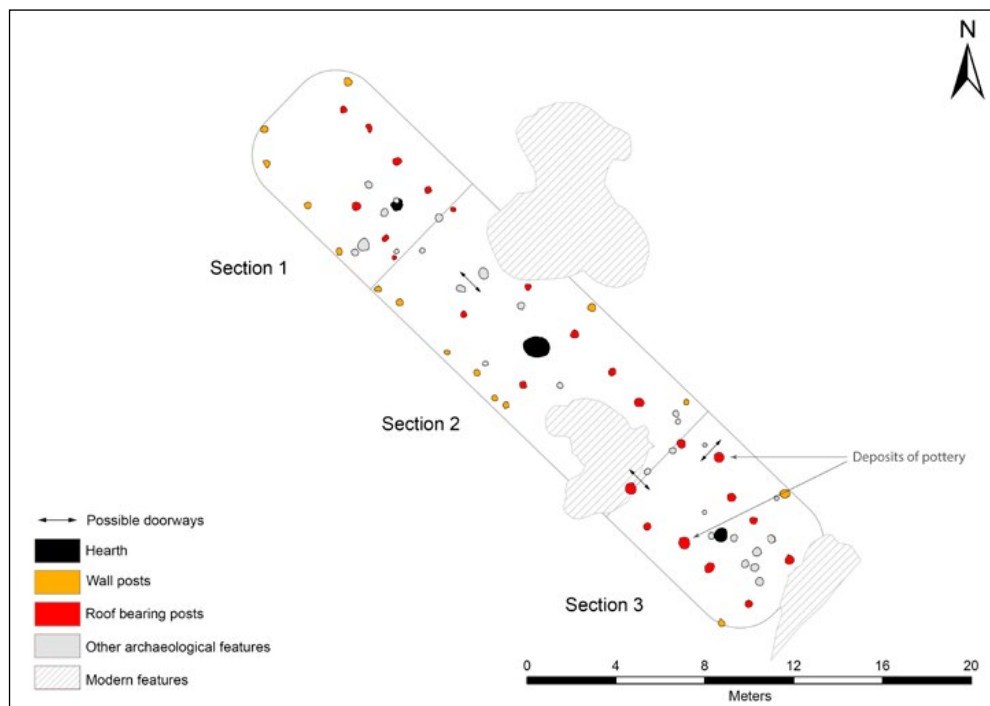 N
Section 1
Section 2
Deposits of pottery
Section 3
Possible doorways
Hearth
Wall posts
Roof bearing posts
Other archaeological features
Modern features
0 4 8 12 16 20
Meters